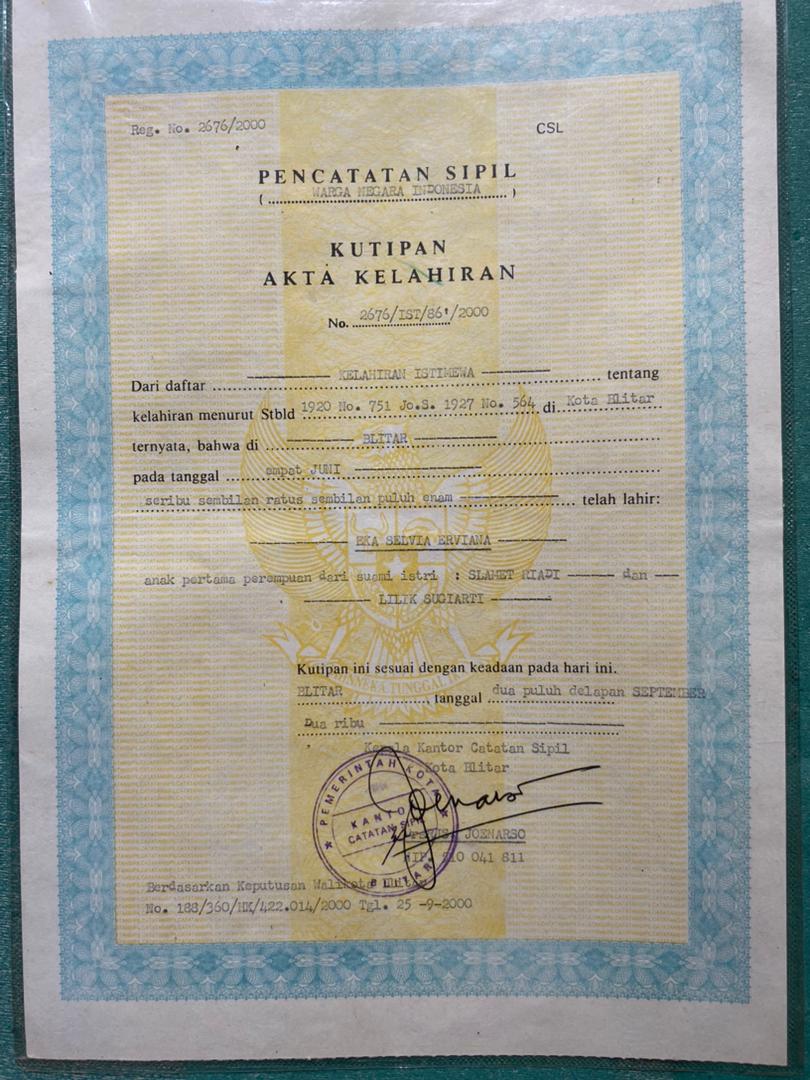 Reg. No. 2676/2000
CSL
PENCATATAN SIPIL
( WARGA NEGARA INDONESIA )
KUTIPAN
AKTA KELAHIRAN
No. 2676/IST/86'/2000
Dari daftar KELAHIRAN ISTIMEWA tentang
kelahiran menurut Stbld 1920 No. 751 Jo.S. 1927 No. 564 di Kota Blitar
ternyata, bahwa di BLITAR
pada tanggal empat JUNI
seribu sembilan ratus sembilan puluh enam telah lahir:
EKA SELVIA ERVIANA
anak pertama perempuan dari suami istri : SLAMET RIADI dan
LILIK SUGIARTI
Kutipan ini sesuai dengan keadaan pada hari ini.
BLITAR tanggal dua puluh delapan SEPTEMBER
Dua ribu
Kepala Kantor Catatan Sipil
Kota Blitar
PEMERINTAH KOTA
KANTOR
CATATAN SIPIL
BLITAR
JOENARSO
NIP. 510 041 811
Berdasarkan Keputusan Walikota Blitar
No. 188/360/HK/422.014/2000 Tgl. 25 -9-2000